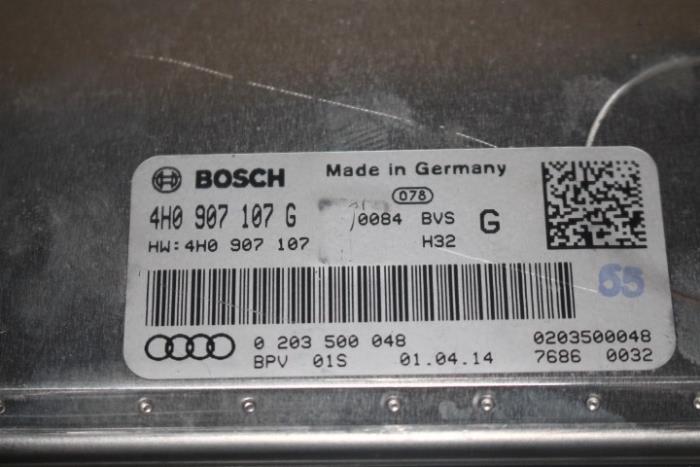 BOSCH Made in Germany
078
4H0 907 107 G 0084 BVS G
HW: 4H0 907 107 H32
55
0 203 500 048 0203500048
BPV 01S 01.04.14 7686 0032